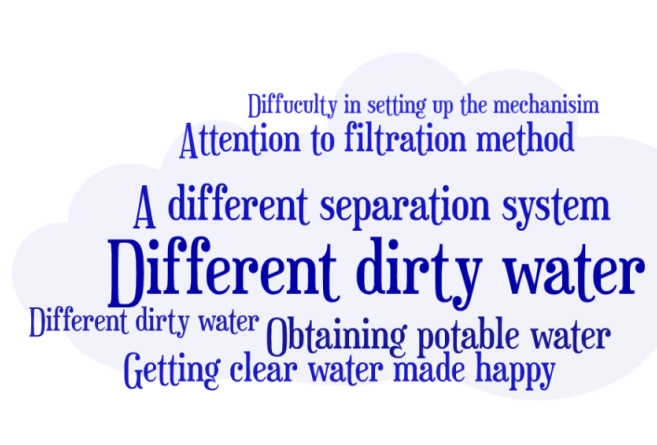 Diffuculty in setting up the mechanisim
Attention to filtration method
A different separation system
Different dirty water
Different dirty water
Obtaining potable water
Getting clear water made happy